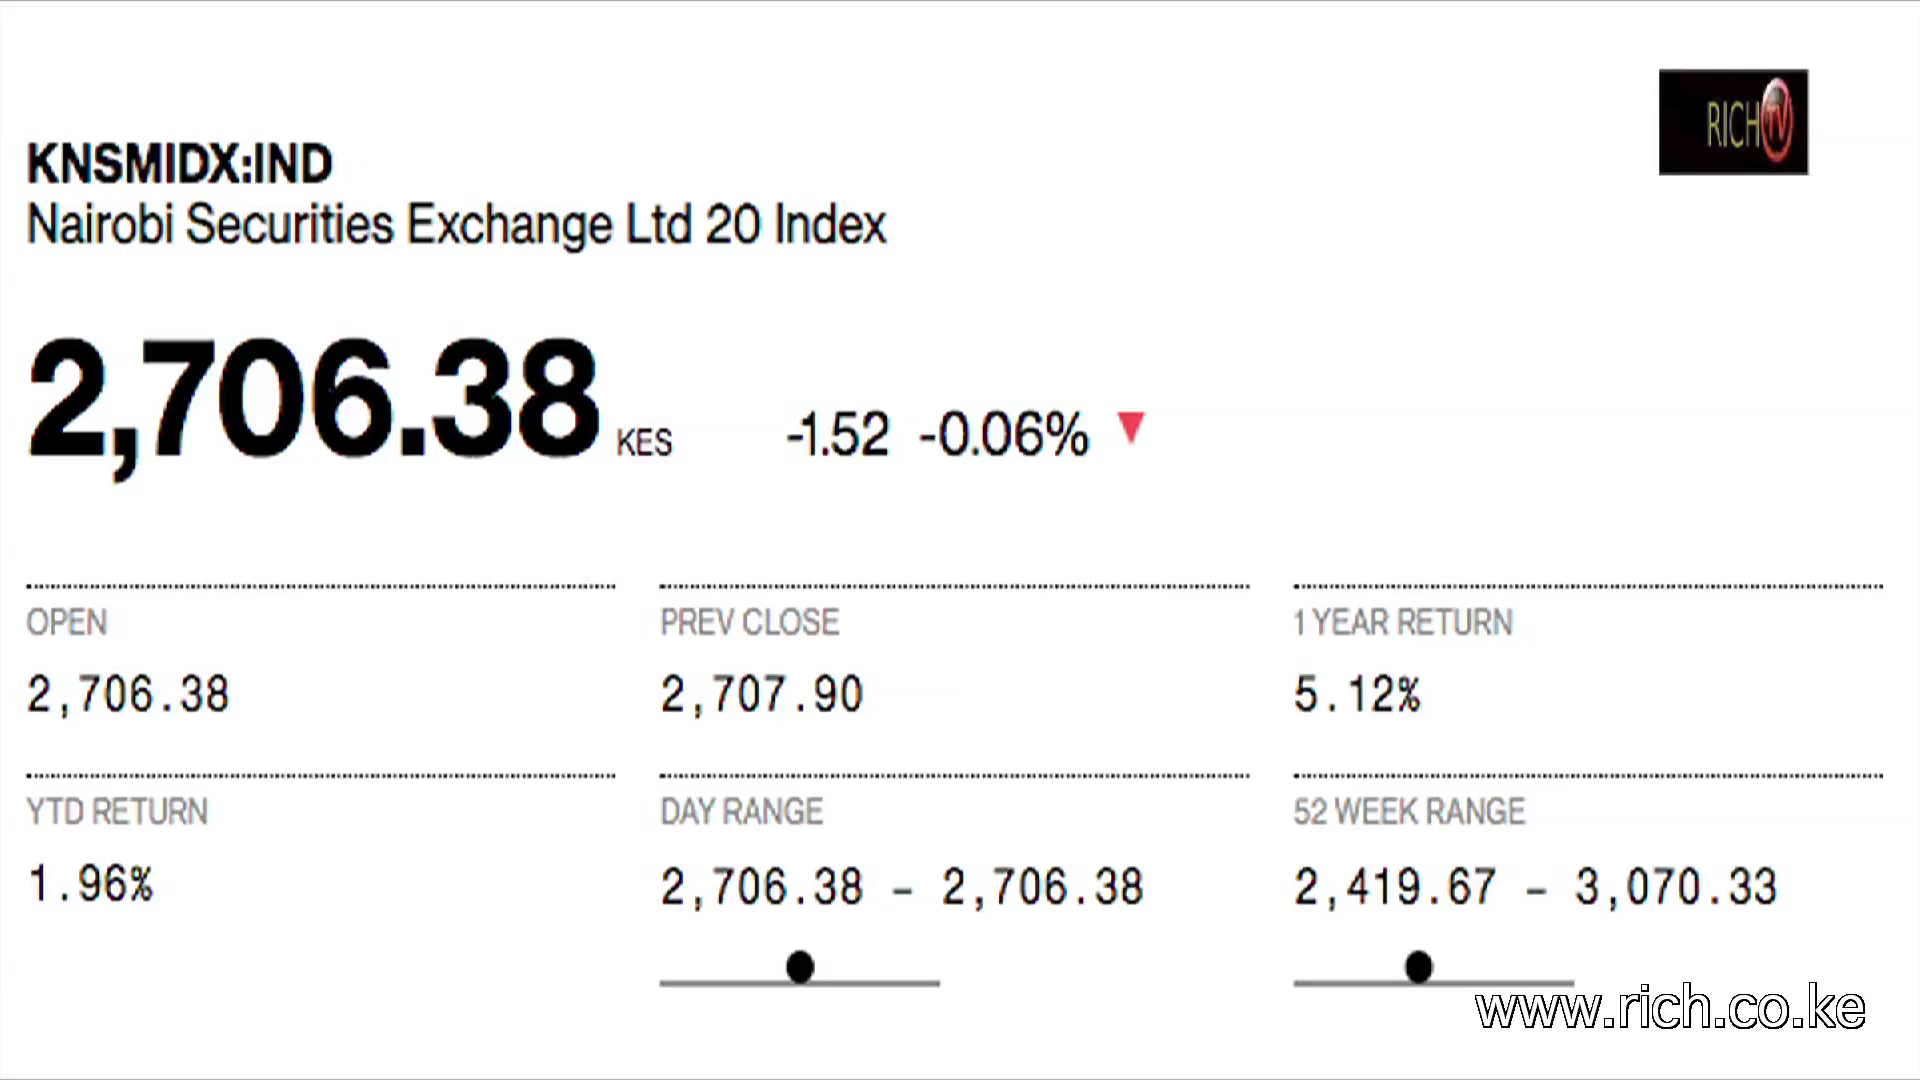 RICH TV
KNSMIDX:IND
Nairobi Securities Exchange Ltd 20 Index
2,706.38 KES -1.52 -0.06% ▼
OPEN PREV CLOSE 1 YEAR RETURN
2,706.38 2,707.90 5.12%
YTD RETURN DAY RANGE 52 WEEK RANGE
1.96% 2,706.38 – 2,706.38 2,419.67 – 3,070.33
www.rich.co.ke